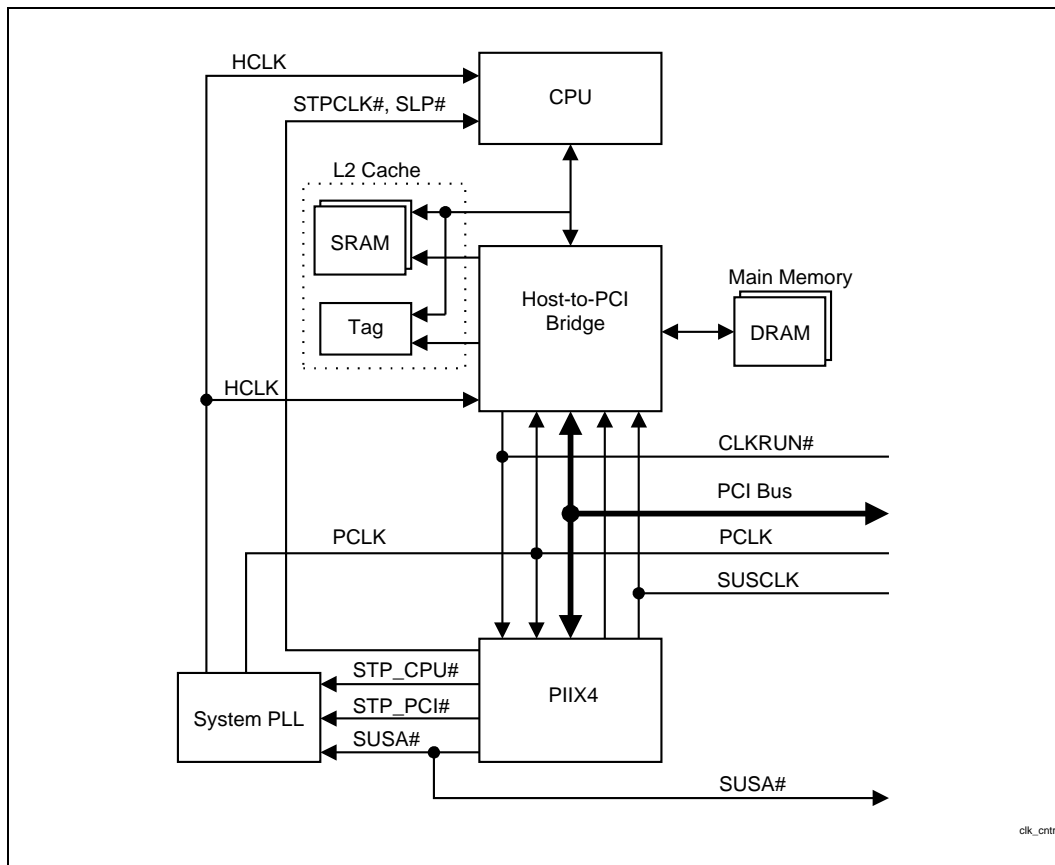 HCLK
CPU
STPCLK#, SLP#
L2 Cache
SRAM
Host-to-PCI
Bridge
Main Memory
DRAM
Tag
HCLK
CLKRUN#
PCI Bus
PCLK
PCLK
SUSCLK
STP_CPU#
PIIX4
System PLL
STP_PCI#
SUSA#
SUSA#